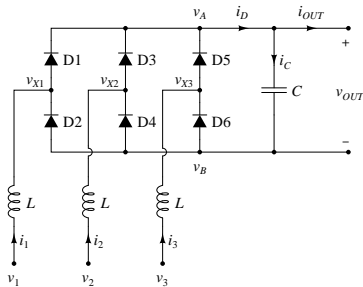 v_A i_D i_OUT
D1 D3 D5 i_C +
v_X1 v_X2 v_X3 C v_OUT
D2 D4 D6
v_B −
L L L
i_1 i_2 i_3
v_1 v_2 v_3